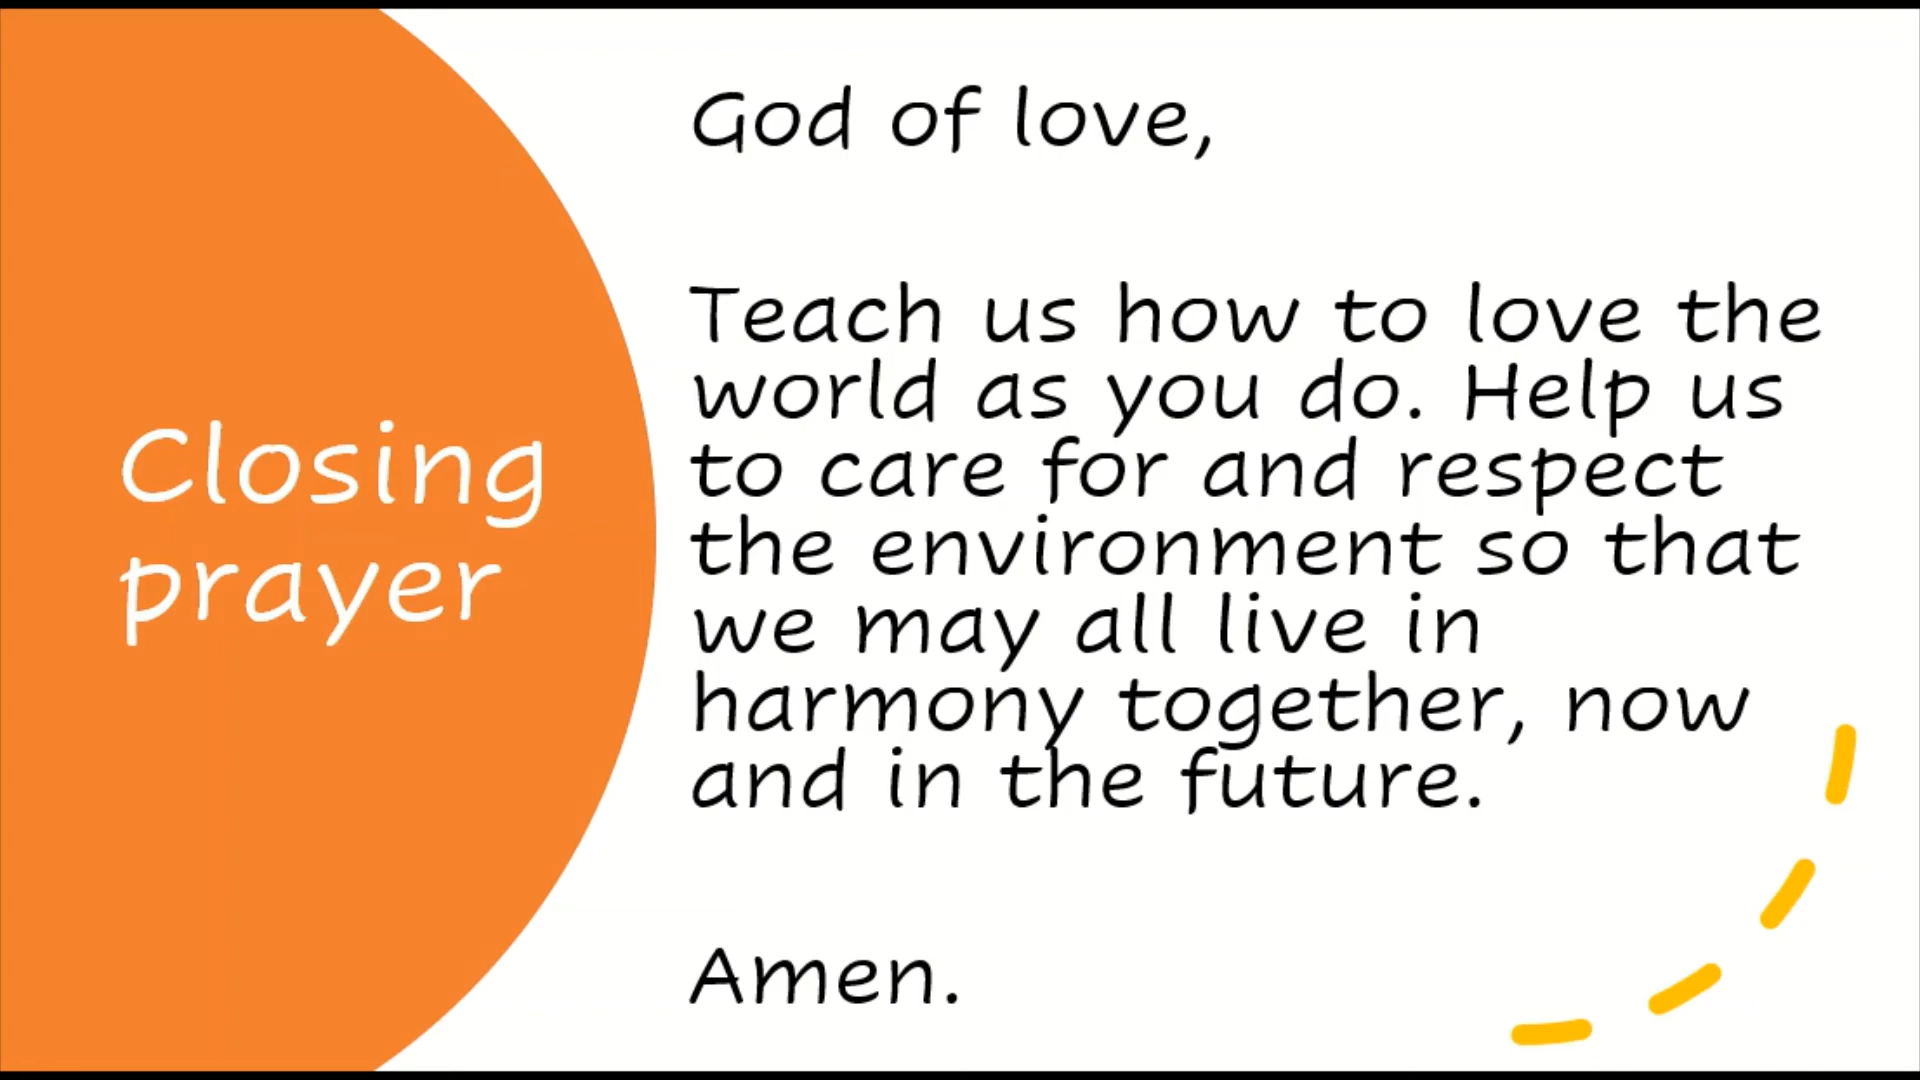 Closing
prayer
God of love,
Teach us how to love the
world as you do. Help us
to care for and respect
the environment so that
we may all live in
harmony together, now
and in the future.
Amen.